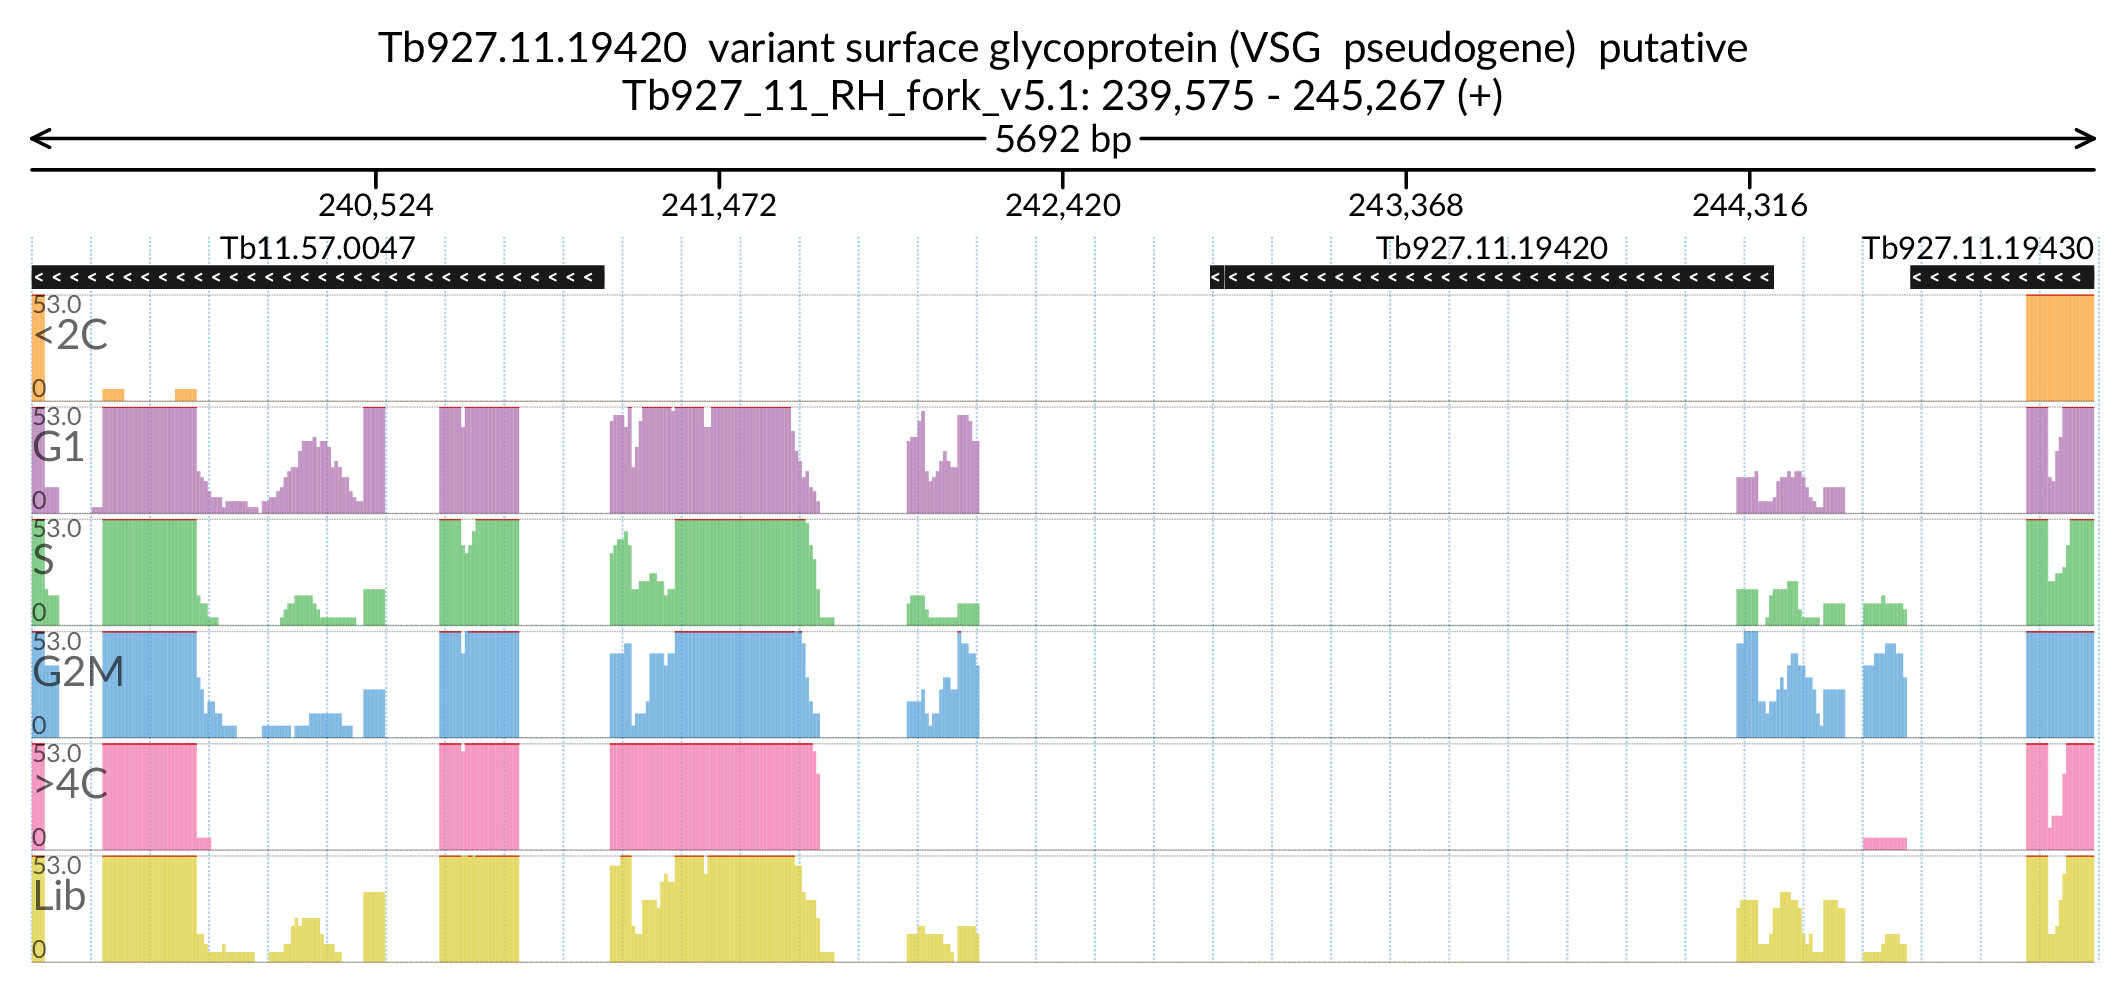 Tb927.11.19420 variant surface glycoprotein (VSG pseudogene) putative
Tb927_11_RH_fork_v5.1: 239,575 - 245,267 (+)
5692 bp
240,524 241,472 242,420 243,368 244,316
Tb11.57.0047 Tb927.11.19420 Tb927.11.19430
53.0
<2C
0
53.0
G1
0
53.0
S
0
53.0
G2M
0
53.0
>4C
0
53.0
Lib
0